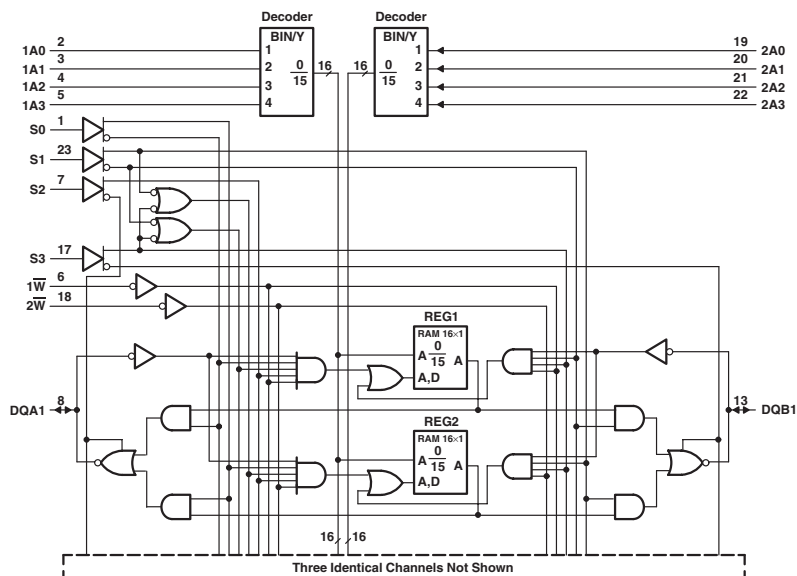 Decoder Decoder
BIN/Y BIN/Y
1A0 2 1 1 19 2A0
1A1 3 2 0/15 16 16 0/15 2 20 2A1
1A2 4 3 3 21 2A2
1A3 5 4 4 22 2A3
S0 1
S1 23
S2 7
S3 17
1W̅ 6
2W̅ 18
REG1
RAM 16×1
A 0/15 A
A,D
DQA1 8 13 DQB1
REG2
RAM 16×1
A 0/15 A
A,D
16 16
Three Identical Channels Not Shown